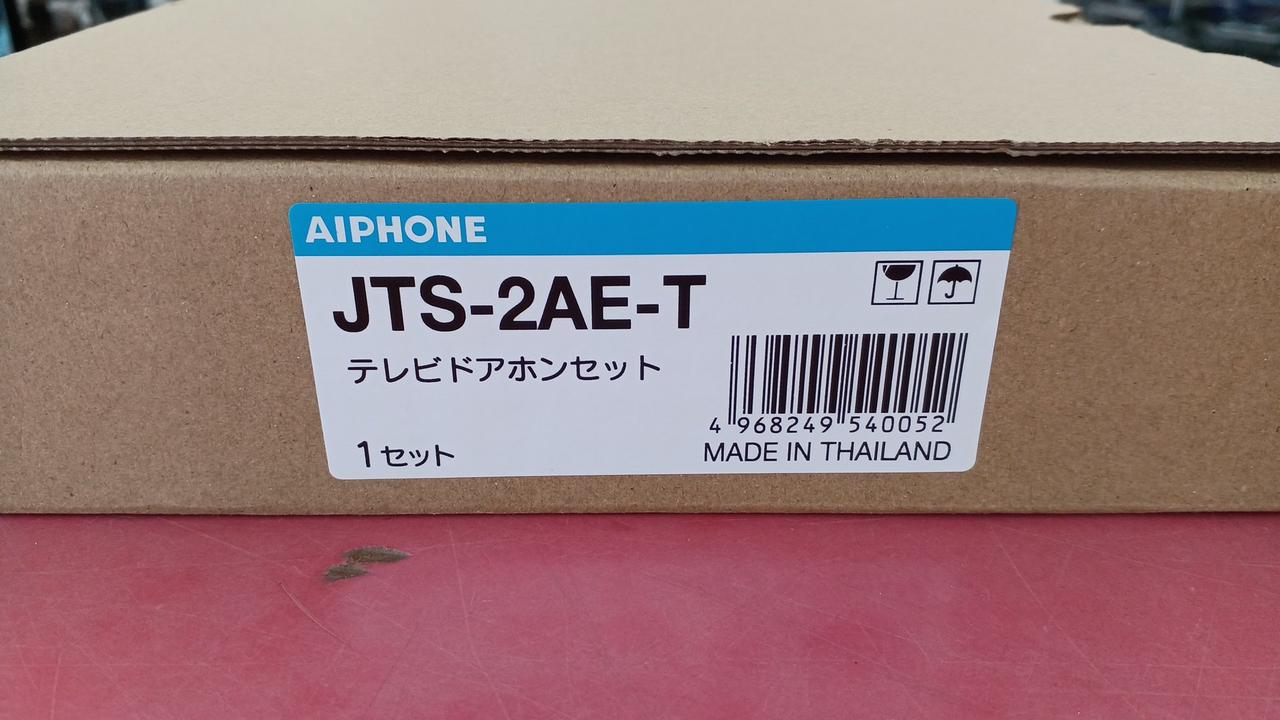 AIPHONE
JTS-2AE-T
テレビドアホンセット
1セット
4 968249 540052
MADE IN THAILAND